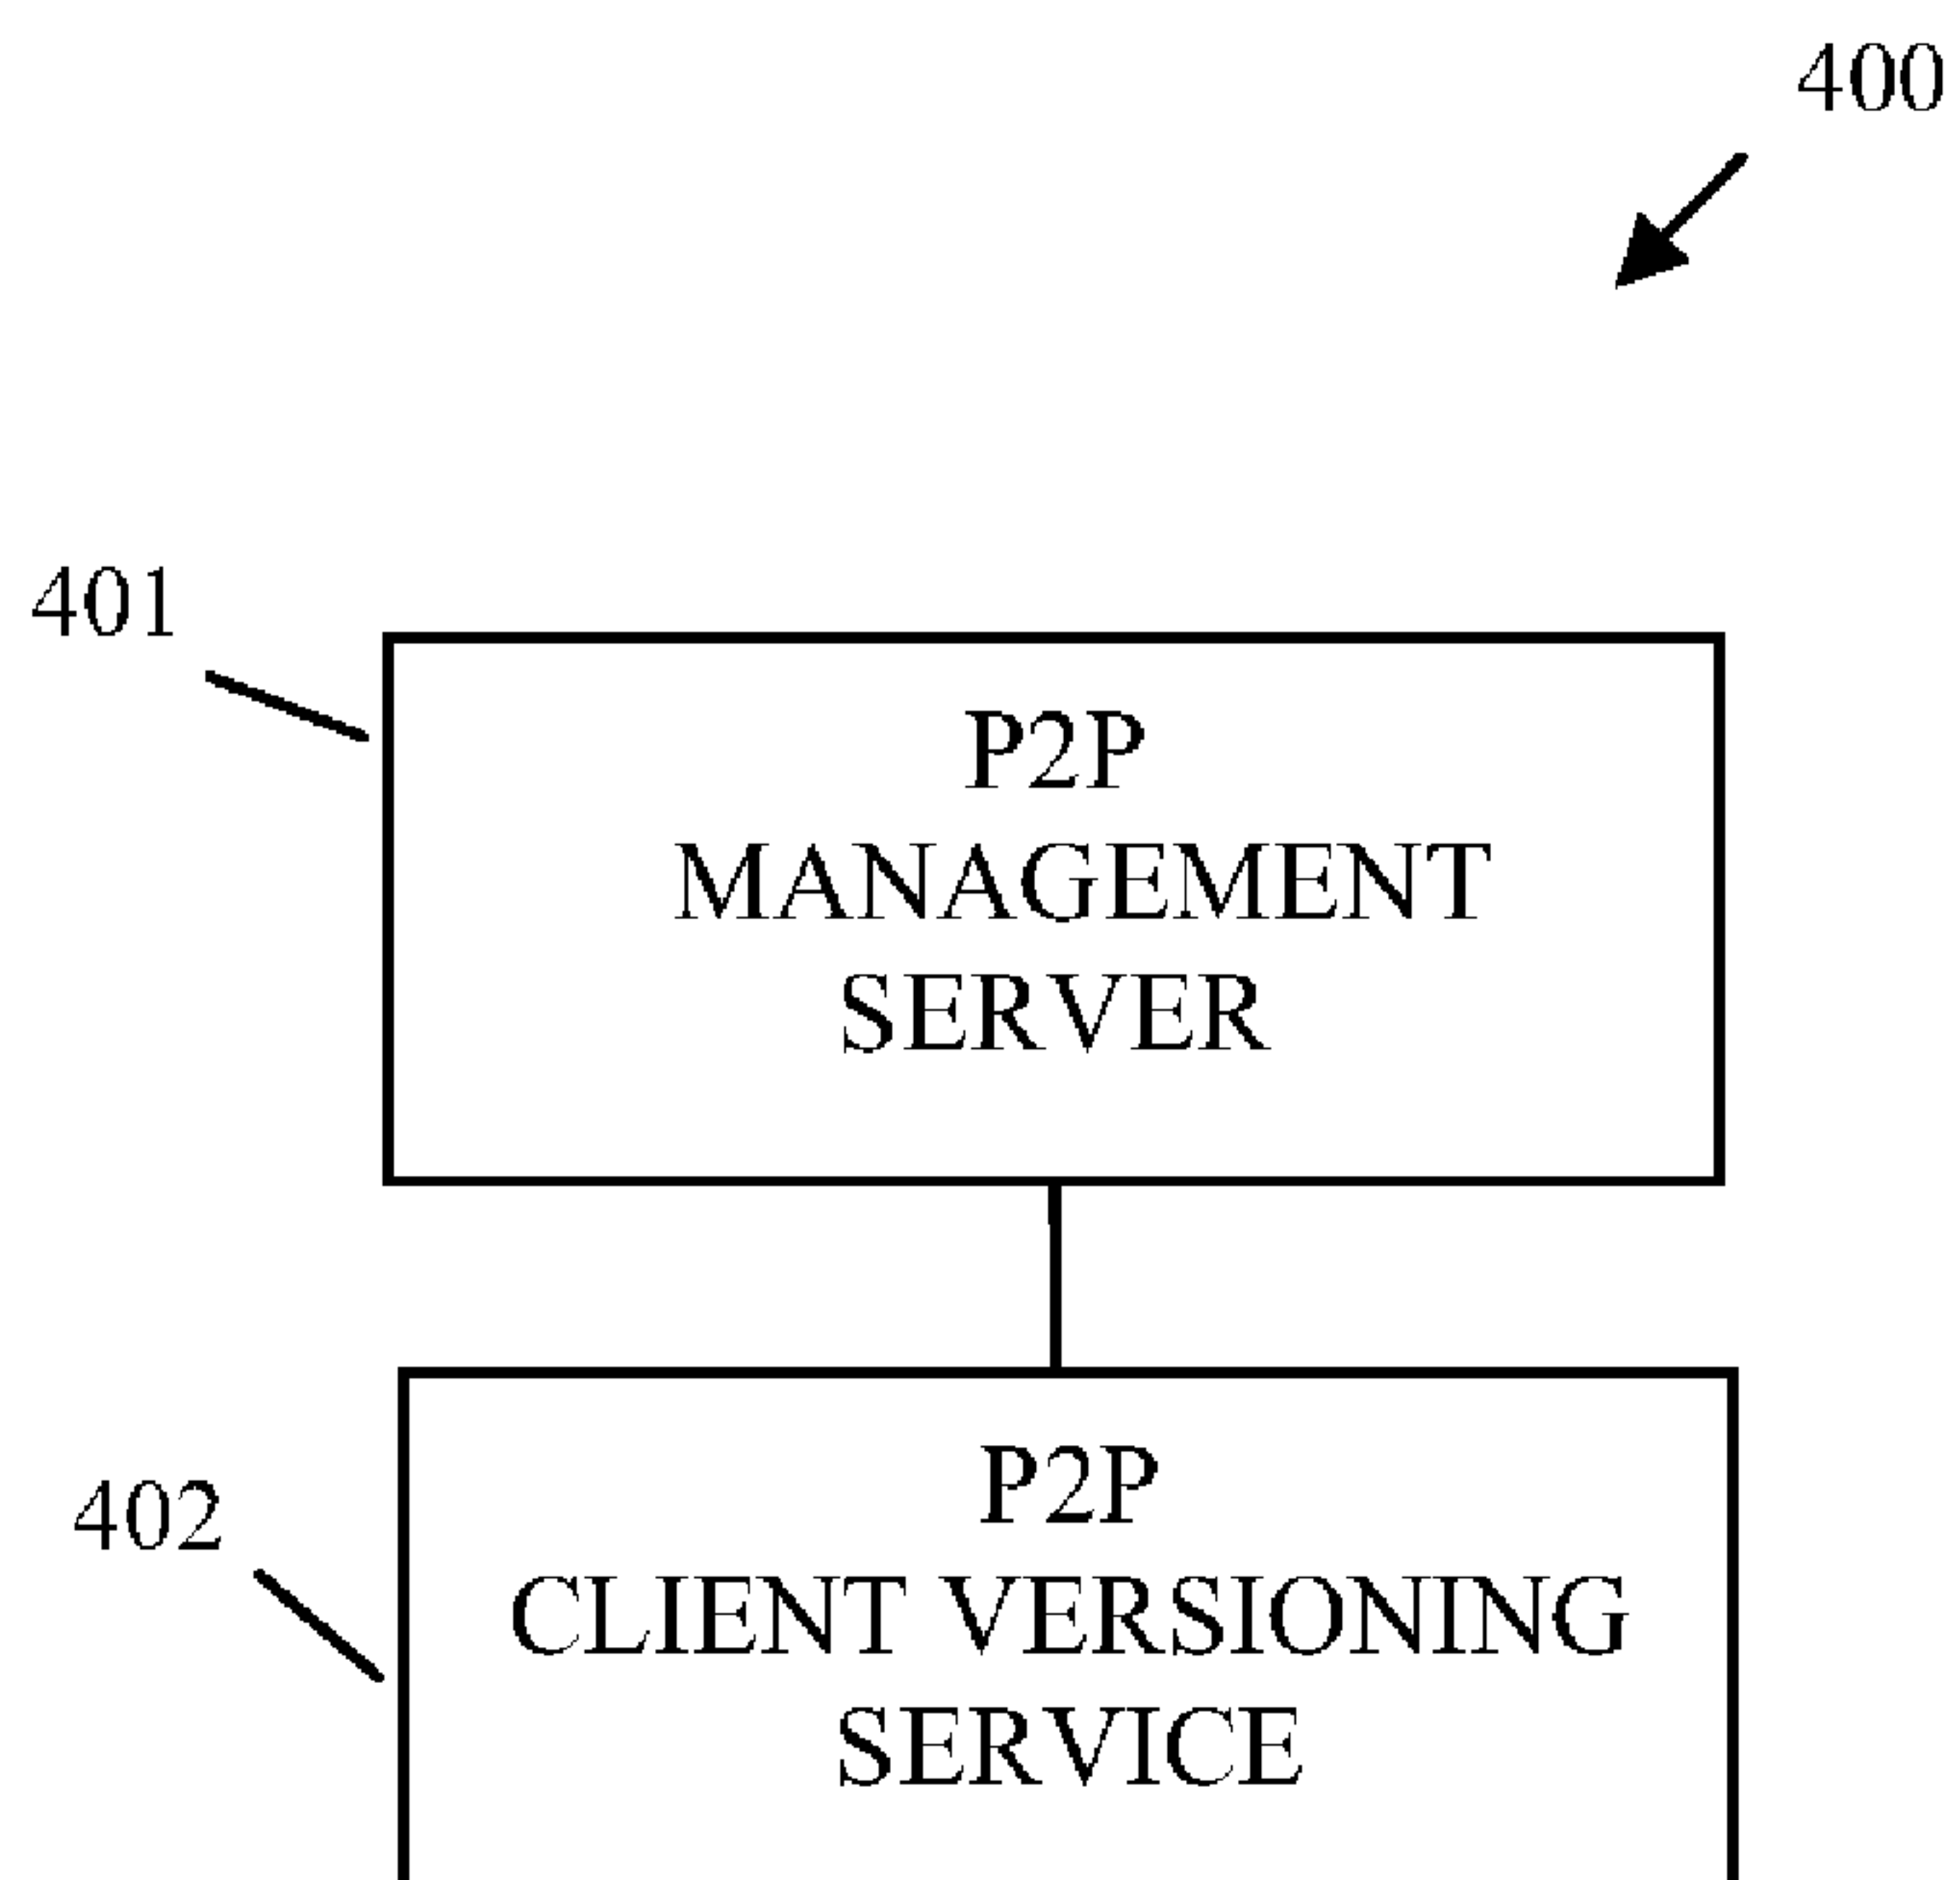 400
401
P2P
MANAGEMENT
SERVER
402
P2P
CLIENT VERSIONING
SERVICE